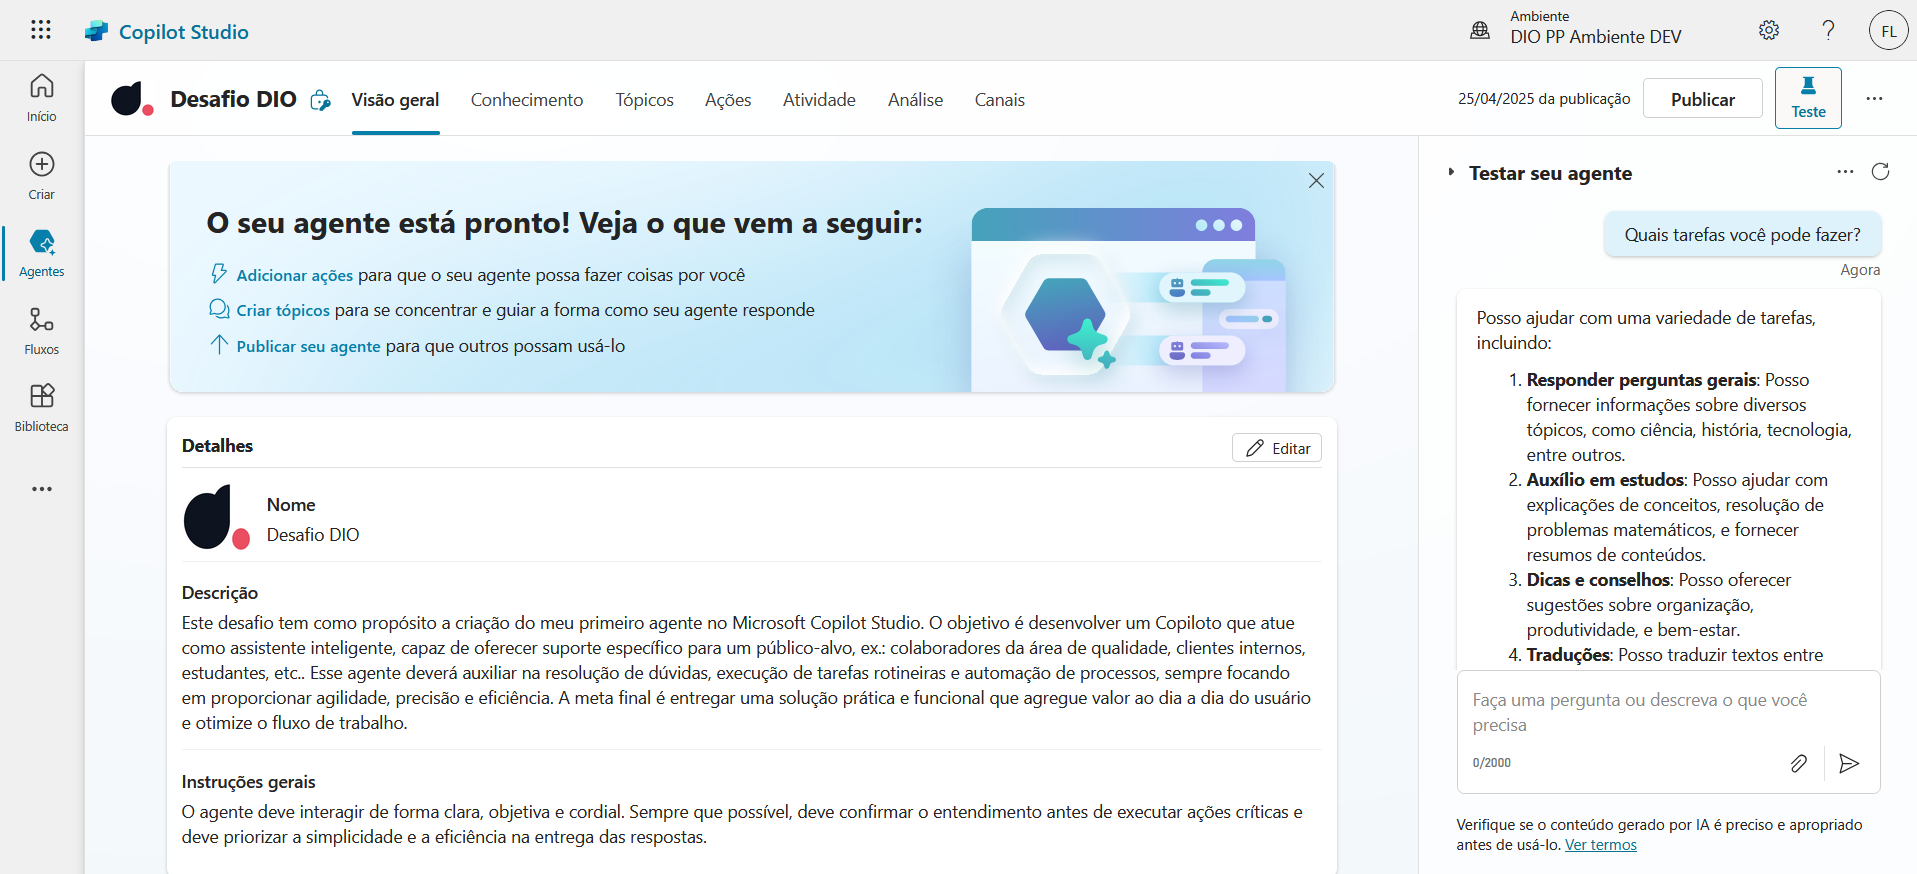 Copilot Studio
Ambiente
DIO PP Ambiente DEV
FL
Início
Criar
Agentes
Fluxos
Biblioteca
Desafio DIO
Visão geral
Conhecimento
Tópicos
Ações
Atividade
Análise
Canais
25/04/2025 da publicação
Publicar
Teste
O seu agente está pronto! Veja o que vem a seguir:
Adicionar ações para que o seu agente possa fazer coisas por você
Criar tópicos para se concentrar e guiar a forma como seu agente responde
Publicar seu agente para que outros possam usá-lo
Detalhes
Editar
Nome
Desafio DIO
Descrição
Este desafio tem como propósito a criação do meu primeiro agente no Microsoft Copilot Studio. O objetivo é desenvolver um Copiloto que atue
como assistente inteligente, capaz de oferecer suporte específico para um público-alvo, ex.: colaboradores da área de qualidade, clientes internos,
estudantes, etc.. Esse agente deverá auxiliar na resolução de dúvidas, execução de tarefas rotineiras e automação de processos, sempre focando
em proporcionar agilidade, precisão e eficiência. A meta final é entregar uma solução prática e funcional que agregue valor ao dia a dia do usuário
e otimize o fluxo de trabalho.
Instruções gerais
O agente deve interagir de forma clara, objetiva e cordial. Sempre que possível, deve confirmar o entendimento antes de executar ações críticas e
deve priorizar a simplicidade e a eficiência na entrega das respostas.
Testar seu agente
Quais tarefas você pode fazer?
Agora
Posso ajudar com uma variedade de tarefas,
incluindo:
1. Responder perguntas gerais: Posso
fornecer informações sobre diversos
tópicos, como ciência, história, tecnologia,
entre outros.
2. Auxílio em estudos: Posso ajudar com
explicações de conceitos, resolução de
problemas matemáticos, e fornecer
resumos de conteúdos.
3. Dicas e conselhos: Posso oferecer
sugestões sobre organização,
produtividade, e bem-estar.
4. Traduções: Posso traduzir textos entre
Faça uma pergunta ou descreva o que você
precisa
0/2000
Verifique se o conteúdo gerado por IA é preciso e apropriado
antes de usá-lo. Ver termos